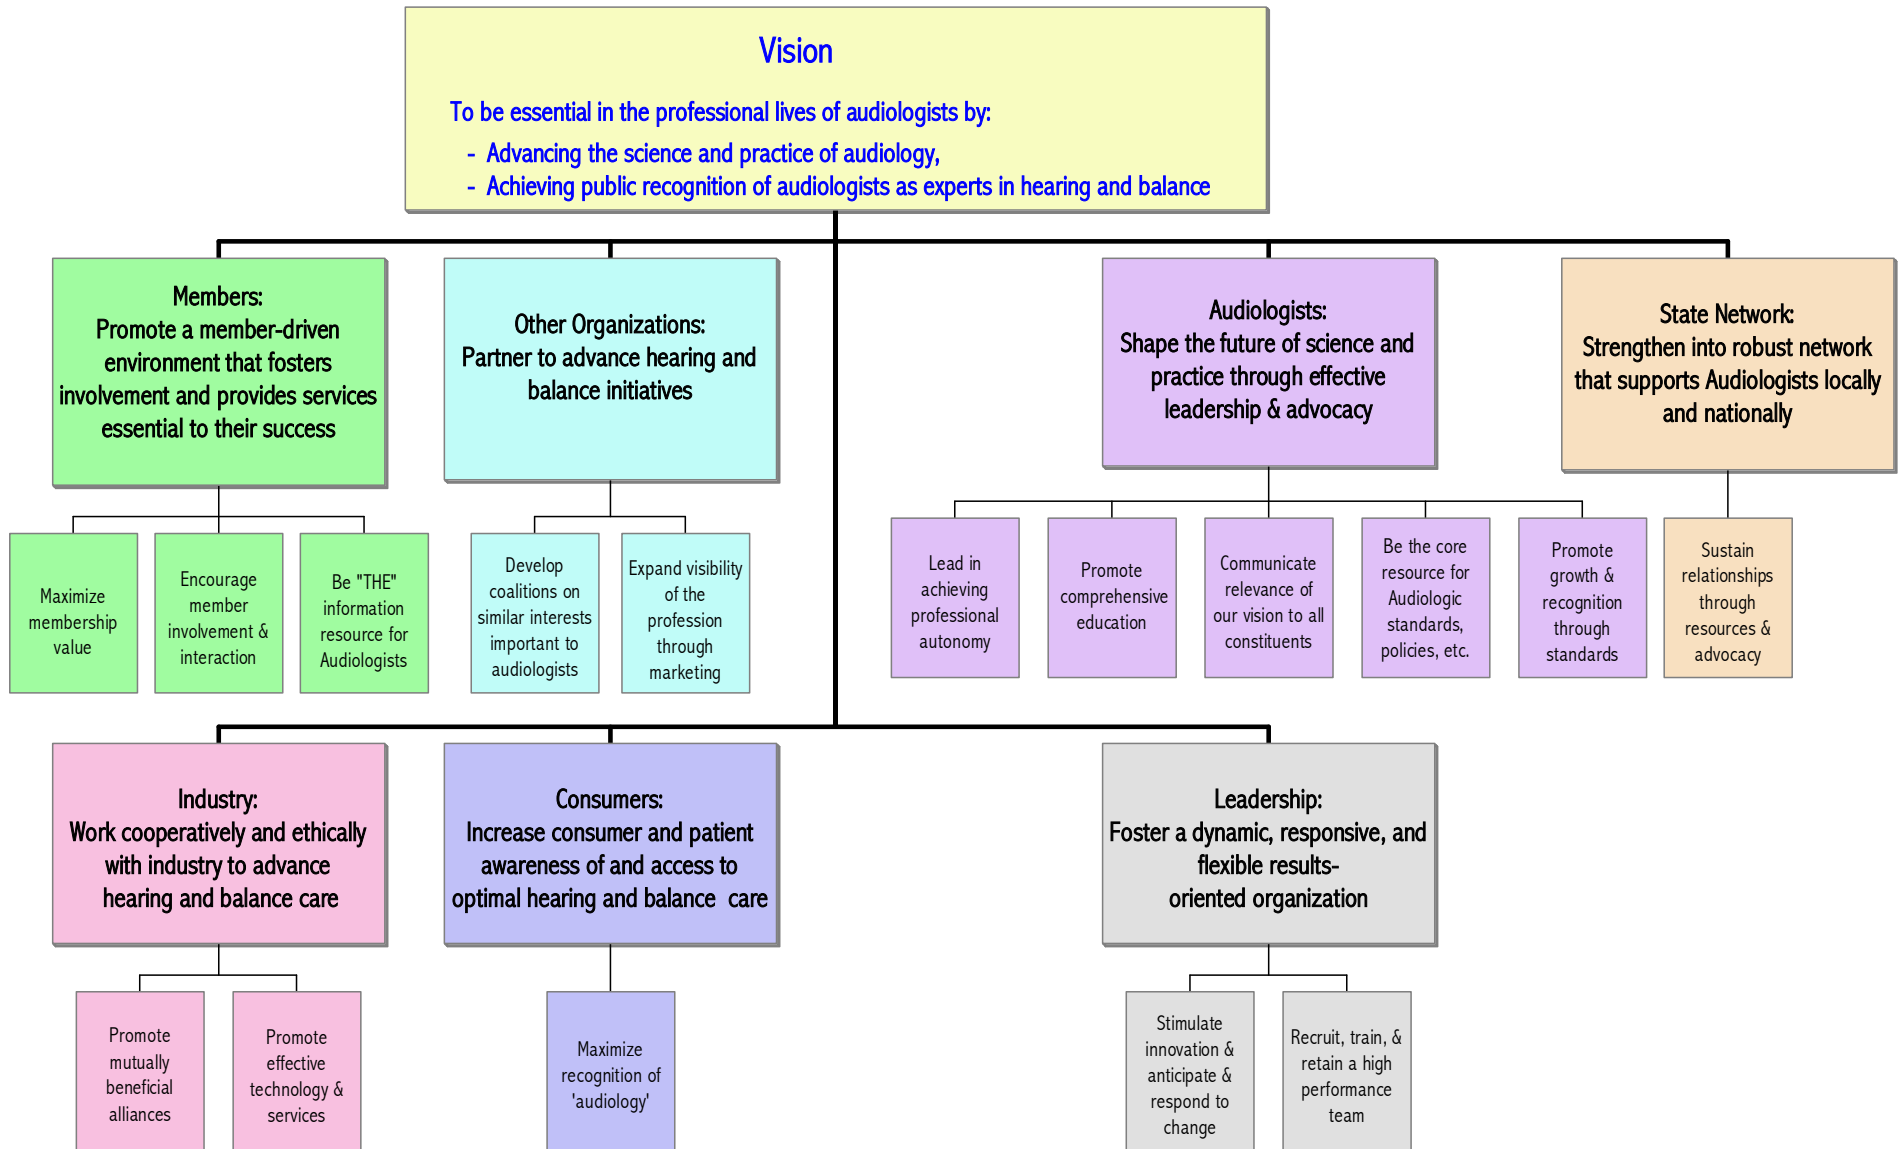 Vision
To be essential in the professional lives of audiologists by:
- Advancing the science and practice of audiology,
- Achieving public recognition of audiologists as experts in hearing and balance
Members:
Promote a member-driven
environment that fosters
involvement and provides services
essential to their success
Other Organizations:
Partner to advance hearing and
balance initiatives
Audiologists:
Shape the future of science and
practice through effective
leadership & advocacy
State Network:
Strengthen into robust network
that supports Audiologists locally
and nationally
Maximize
membership
value
Encourage
member
involvement &
interaction
Be "THE"
information
resource for
Audiologists
Develop
coalitions on
similar interests
important to
audiologists
Expand visibility
of the
profession
through
marketing
Lead in
achieving
professional
autonomy
Promote
comprehensive
education
Communicate
relevance of
our vision to all
constituents
Be the core
resource for
Audiologic
standards,
policies, etc.
Promote
growth &
recognition
through
standards
Sustain
relationships
through
resources &
advocacy
Industry:
Work cooperatively and ethically
with industry to advance
hearing and balance care
Consumers:
Increase consumer and patient
awareness of and access to
optimal hearing and balance  care
Leadership:
Foster a dynamic, responsive, and
flexible results-
oriented organization
Promote
mutually
beneficial
alliances
Promote
effective
technology &
services
Maximize
recognition of
'audiology'
Stimulate
innovation &
anticipate &
respond to
change
Recruit, train, &
retain a high
performance
team